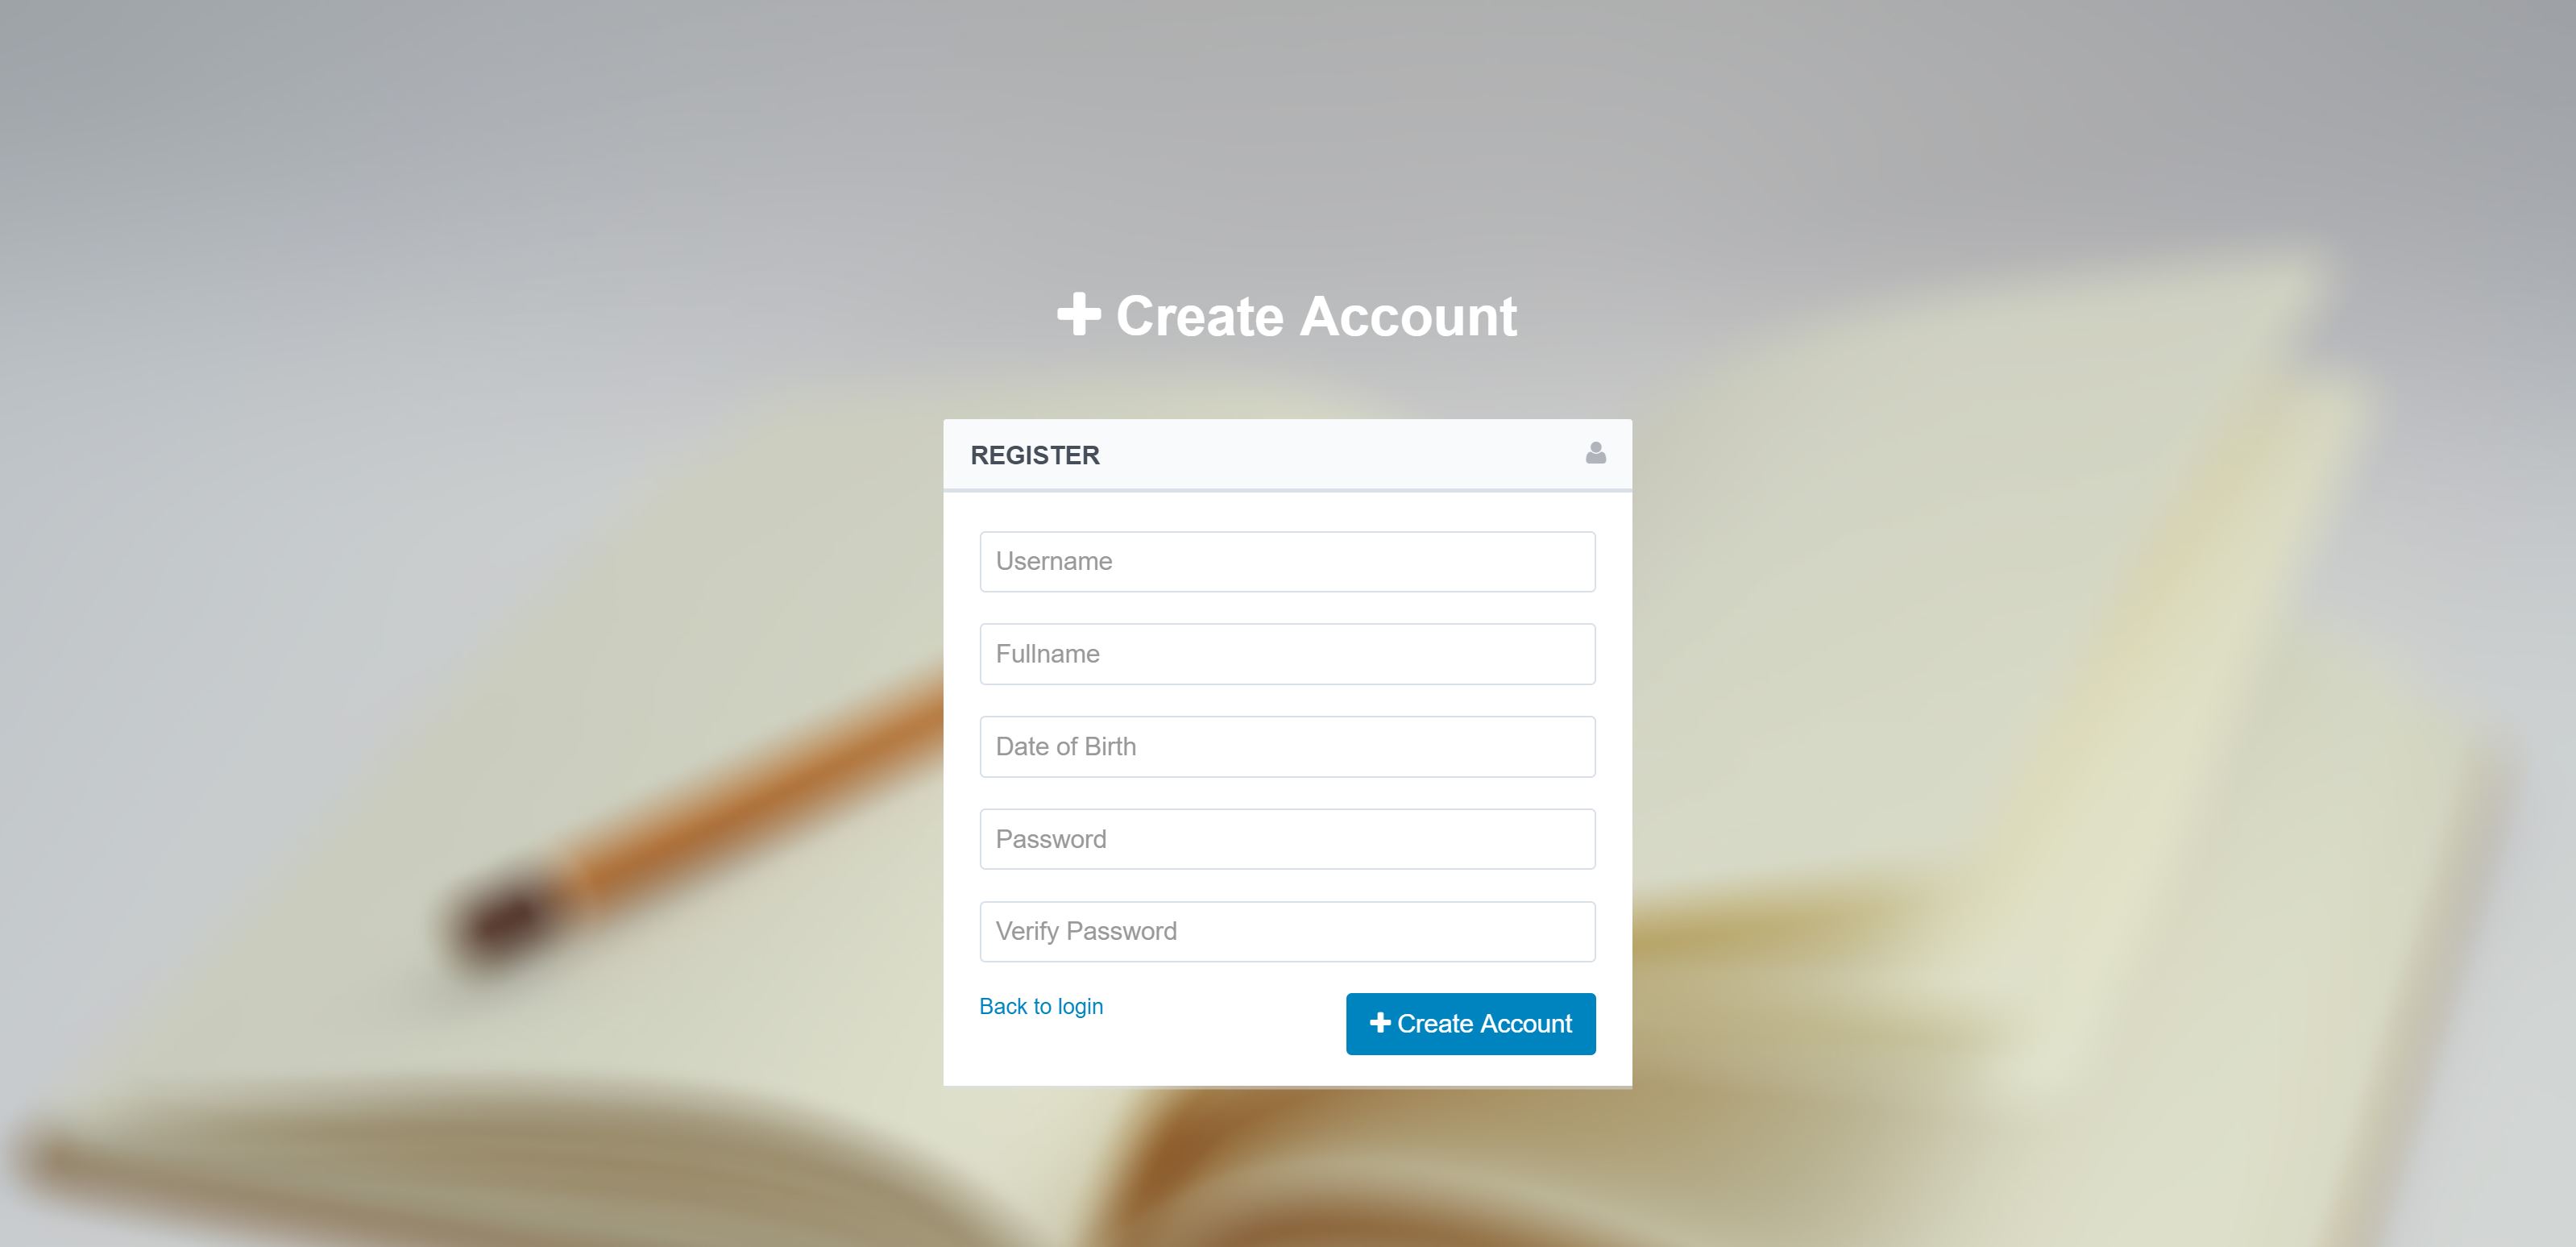 Create Account
REGISTER
Username
Fullname
Date of Birth
Password
Verify Password
Back to login
Create Account